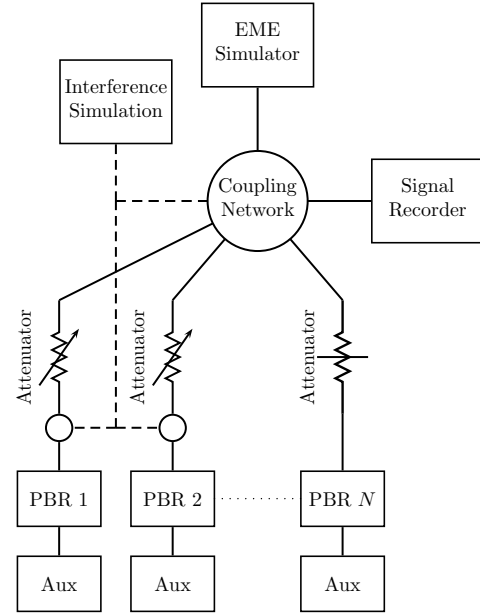 EME
Simulator
Interference
Simulation
Coupling
Network
Signal
Recorder
Attenuator
Attenuator
Attenuator
PBR 1
PBR 2
PBR N
Aux
Aux
Aux